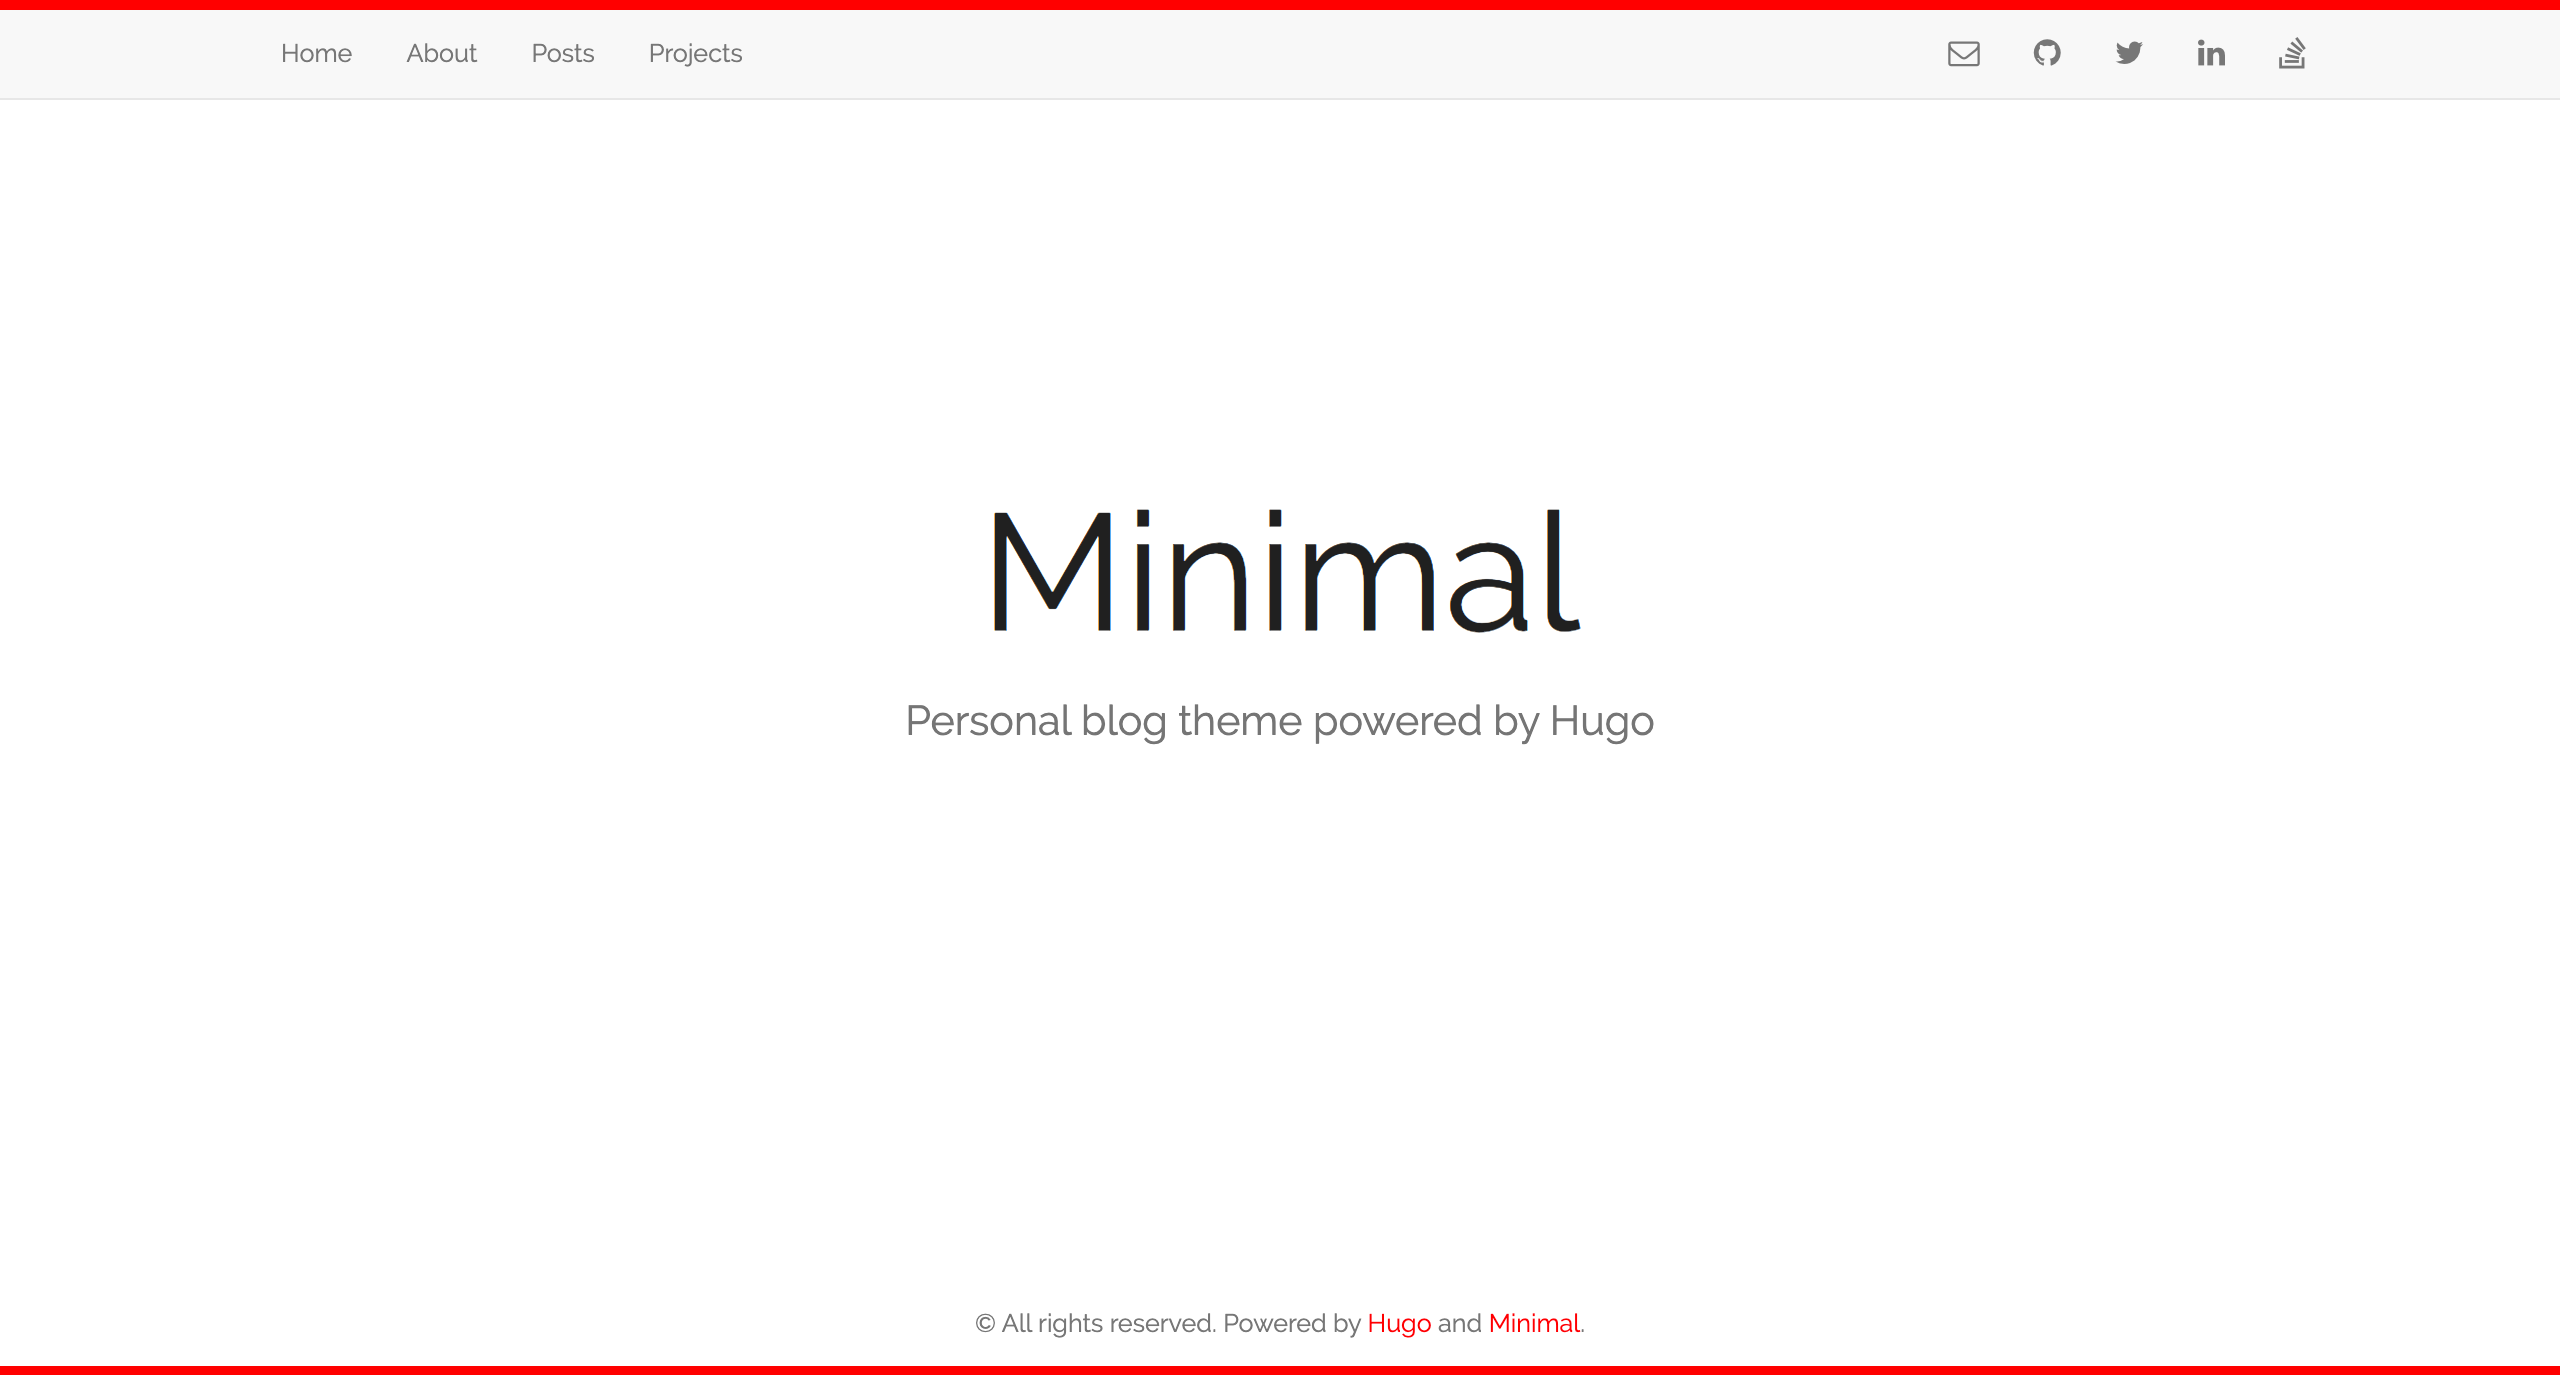 Home About Posts Projects
Minimal
Personal blog theme powered by Hugo
© All rights reserved. Powered by Hugo and Minimal.